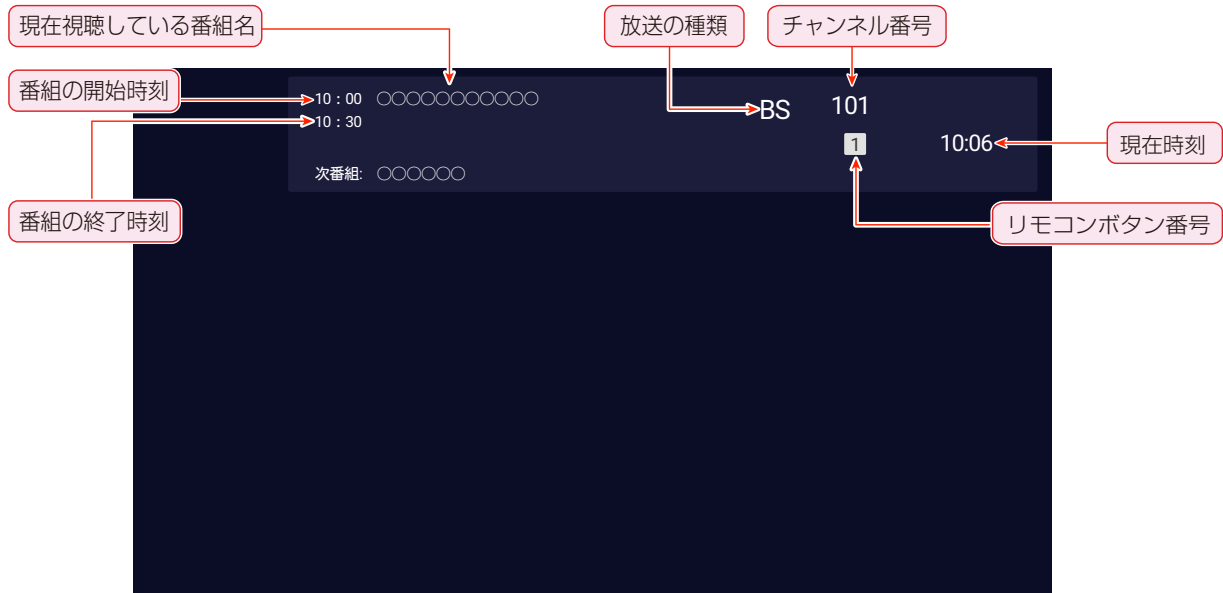 現在視聴している番組名
放送の種類
チャンネル番号
番組の開始時刻
10：00 ○○○○○○○○○○○
BS
101
10：30
1
10:06
現在時刻
次番組: ○○○○○○
番組の終了時刻
リモコンボタン番号